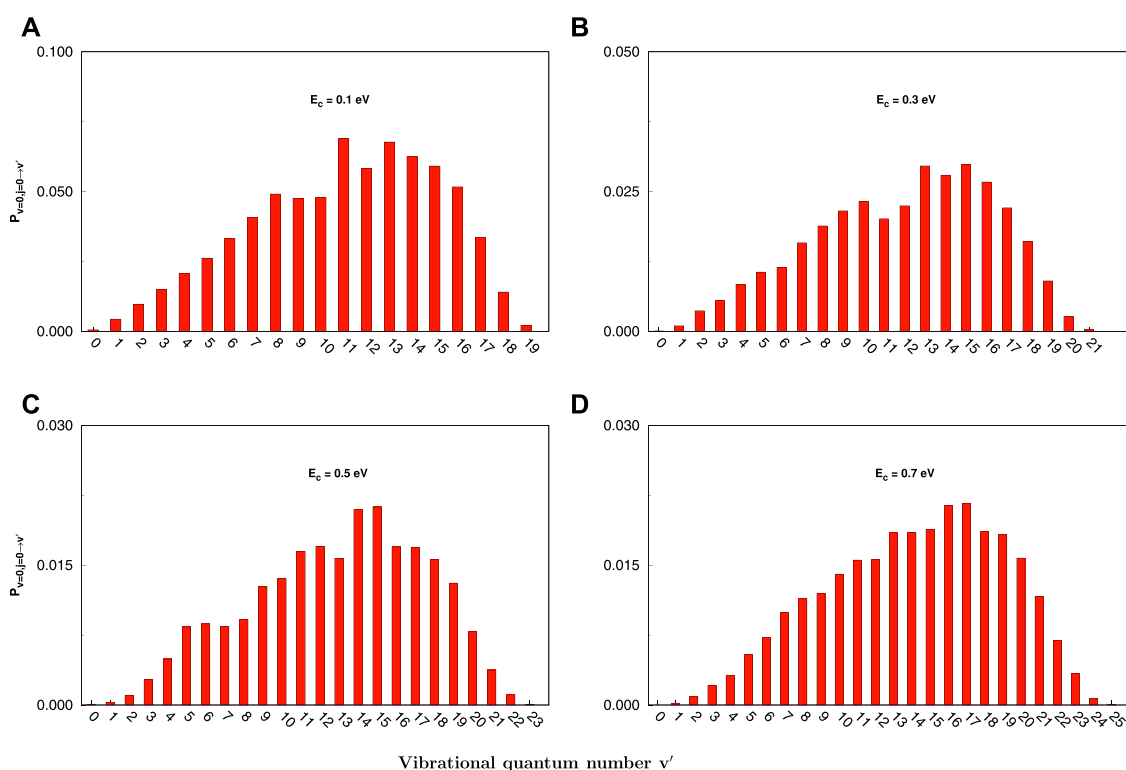 A
B
0.100
0.050
E_c = 0.1 eV
E_c = 0.3 eV
P_v=0,j=0→v′
0.050
0.025
0.000
0.000
0 1 2 3 4 5 6 7 8 9 10 11 12 13 14 15 16 17 18 19
0 1 2 3 4 5 6 7 8 9 10 11 12 13 14 15 16 17 18 19 20 21
C
D
0.030
0.030
E_c = 0.5 eV
E_c = 0.7 eV
P_v=0,j=0→v′
0.015
0.015
0.000
0.000
0 1 2 3 4 5 6 7 8 9 10 11 12 13 14 15 16 17 18 19 20 21 22 23
0 1 2 3 4 5 6 7 8 9 10 11 12 13 14 15 16 17 18 19 20 21 22 23 24 25
Vibrational quantum number v′